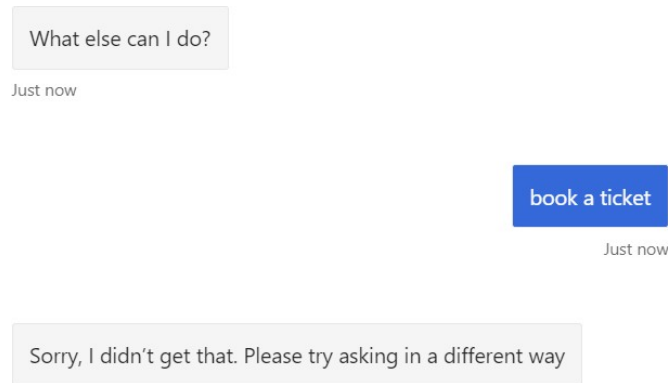 What else can I do?
Just now
book a ticket
Just now
Sorry, I didn’t get that. Please try asking in a different way